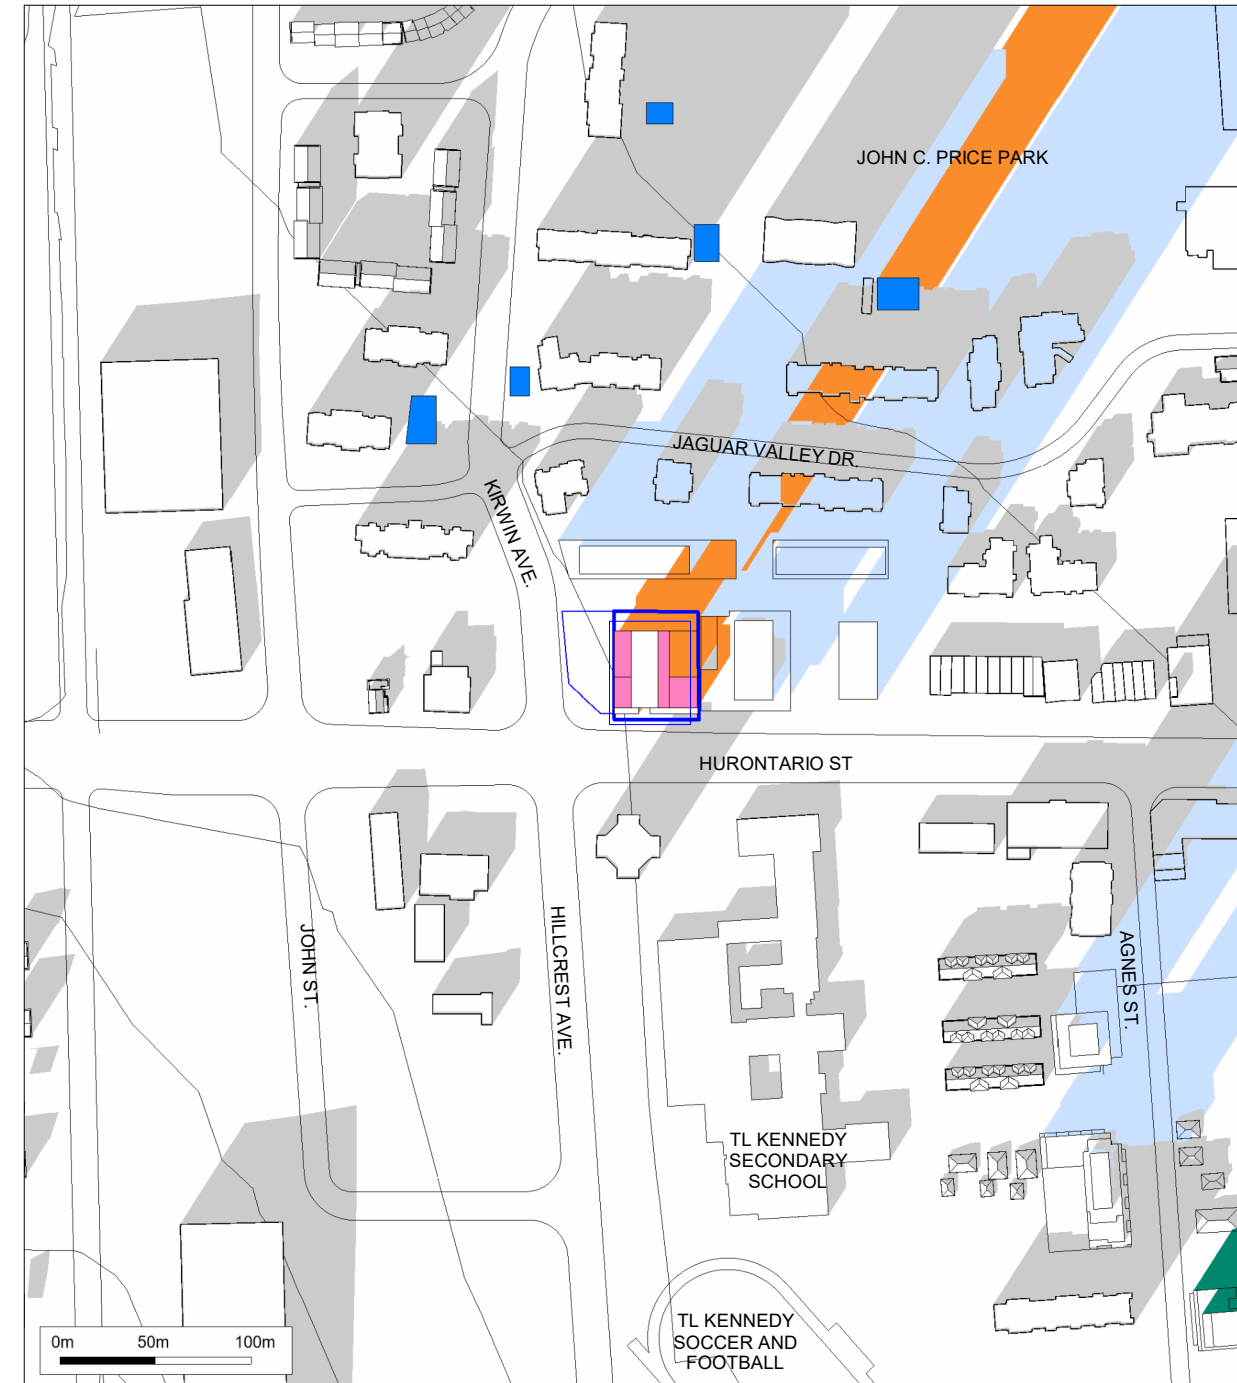 JOHN C. PRICE PARK
JAGUAR VALLEY DR.
KIRWIN AVE.
HURONTARIO ST
JOHN ST.
HILLCREST AVE.
AGNES ST.
TL KENNEDY
SECONDARY
SCHOOL
TL KENNEDY
SOCCER AND
FOOTBALL
0m 50m 100m